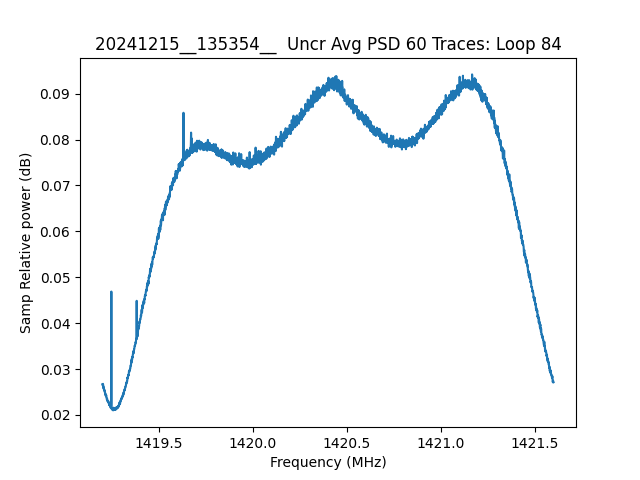 20241215__135354__  Uncr Avg PSD 60 Traces: Loop 84
Samp Relative power (dB)
0.09
0.08
0.07
0.06
0.05
0.04
0.03
0.02
1419.5 1420.0 1420.5 1421.0 1421.5
Frequency (MHz)